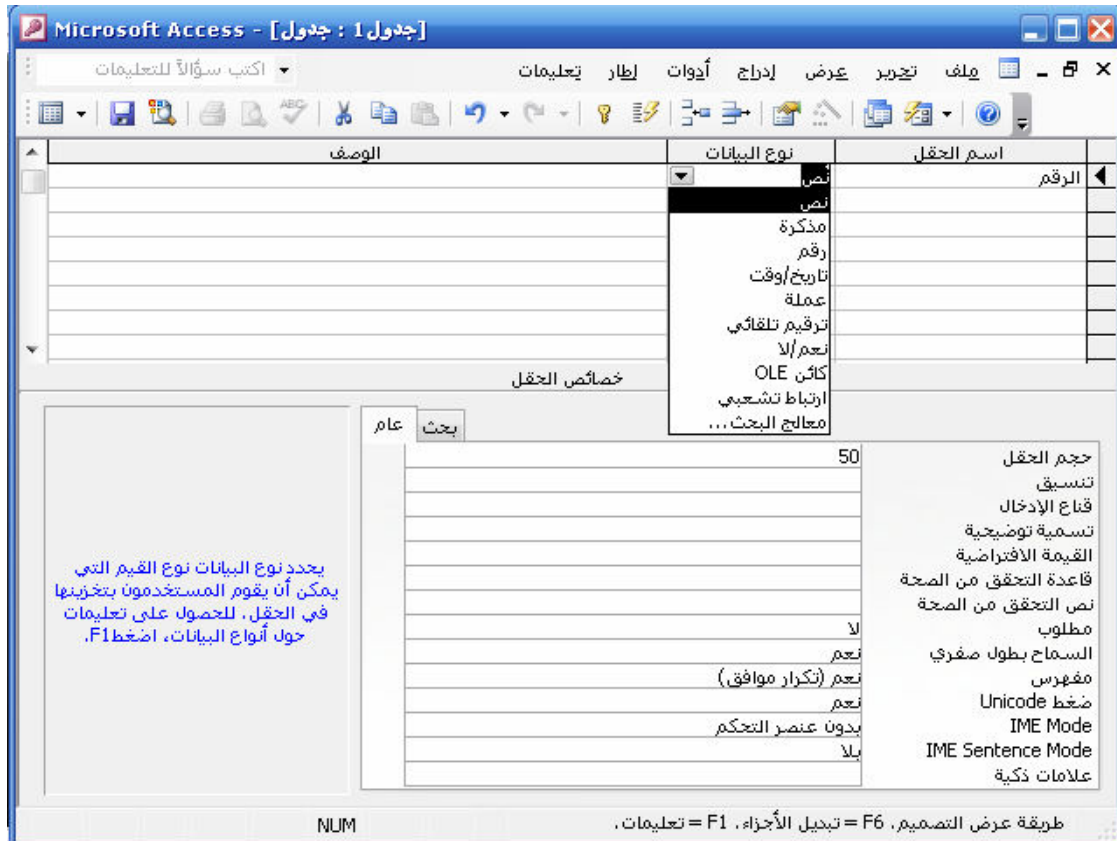 Microsoft Access - [جدول1 : جدول]
ملف تحرير عرض إدراج أدوات إطار تعليمات
اكتب سؤالاً للتعليمات
اسم الحقل نوع البيانات الوصف
الرقم نص
نص
مذكرة
رقم
تاريخ/وقت
عملة
ترقيم تلقائي
نعم/لا
كائن OLE
ارتباط تشعبي
معالج البحث...
خصائص الحقل
عام بحث
حجم الحقل 50
تنسيق
قناع الإدخال
تسمية توضيحية
القيمة الافتراضية
قاعدة التحقق من الصحة
نص التحقق من الصحة
مطلوب لا
السماح بطول صفري نعم
مفهرس نعم (تكرار موافق)
ضغط Unicode نعم
IME Mode بدون عنصر التحكم
IME Sentence Mode بلا
علامات ذكية
يحدد نوع البيانات نوع القيم التي
يمكن أن يقوم المستخدمون بتخزينها
في الحقل. للحصول على تعليمات
حول أنواع البيانات، اضغط F1.
طريقة عرض التصميم. F6 = تبديل الأجزاء. F1 = تعليمات.
NUM